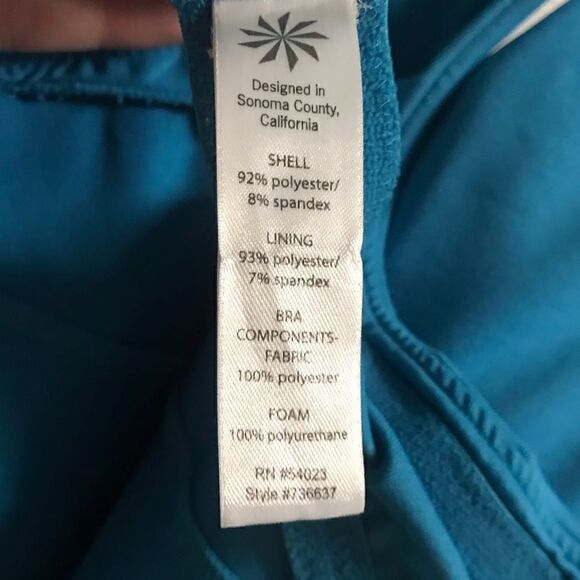 Designed in
Sonoma County,
California
SHELL
92% polyester/
8% spandex
LINING
93% polyester/
7% spandex
BRA
COMPONENTS-
FABRIC
100% polyester
FOAM
100% polyurethane
RN #54023
Style #736637